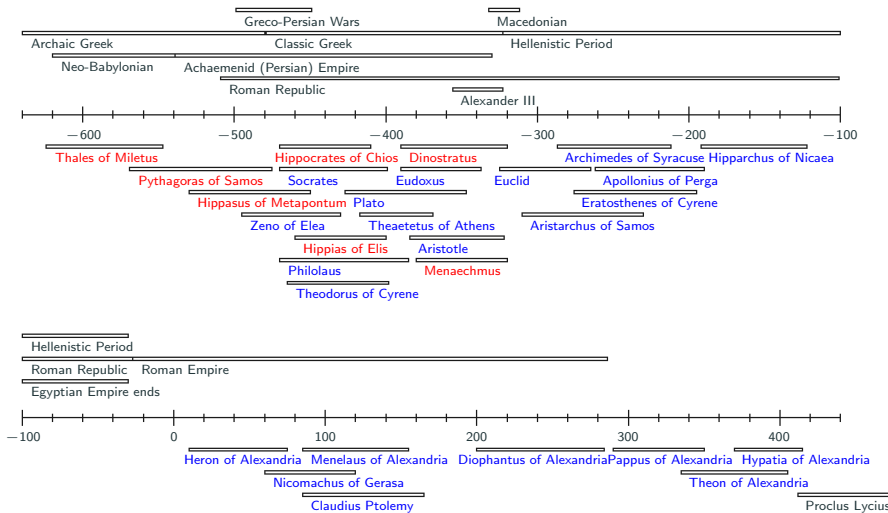 Greco-Persian Wars Macedonian
Archaic Greek Classic Greek Hellenistic Period
Neo-Babylonian Achaemenid (Persian) Empire
Roman Republic
Alexander III
−600 −500 −400 −300 −200 −100
Thales of Miletus Hippocrates of Chios Dinostratus Archimedes of Syracuse Hipparchus of Nicaea
Pythagoras of Samos Socrates Eudoxus Euclid Apollonius of Perga
Hippasus of Metapontum Plato Eratosthenes of Cyrene
Zeno of Elea Theaetetus of Athens Aristarchus of Samos
Hippias of Elis Aristotle
Philolaus Menaechmus
Theodorus of Cyrene
Hellenistic Period
Roman Republic Roman Empire
Egyptian Empire ends
−100 0 100 200 290 400
Heron of Alexandria Menelaus of Alexandria Diophantus of Alexandria Pappus of Alexandria Hypatia of Alexandria
Nicomachus of Gerasa Theon of Alexandria
Claudius Ptolemy Proclus Lycius